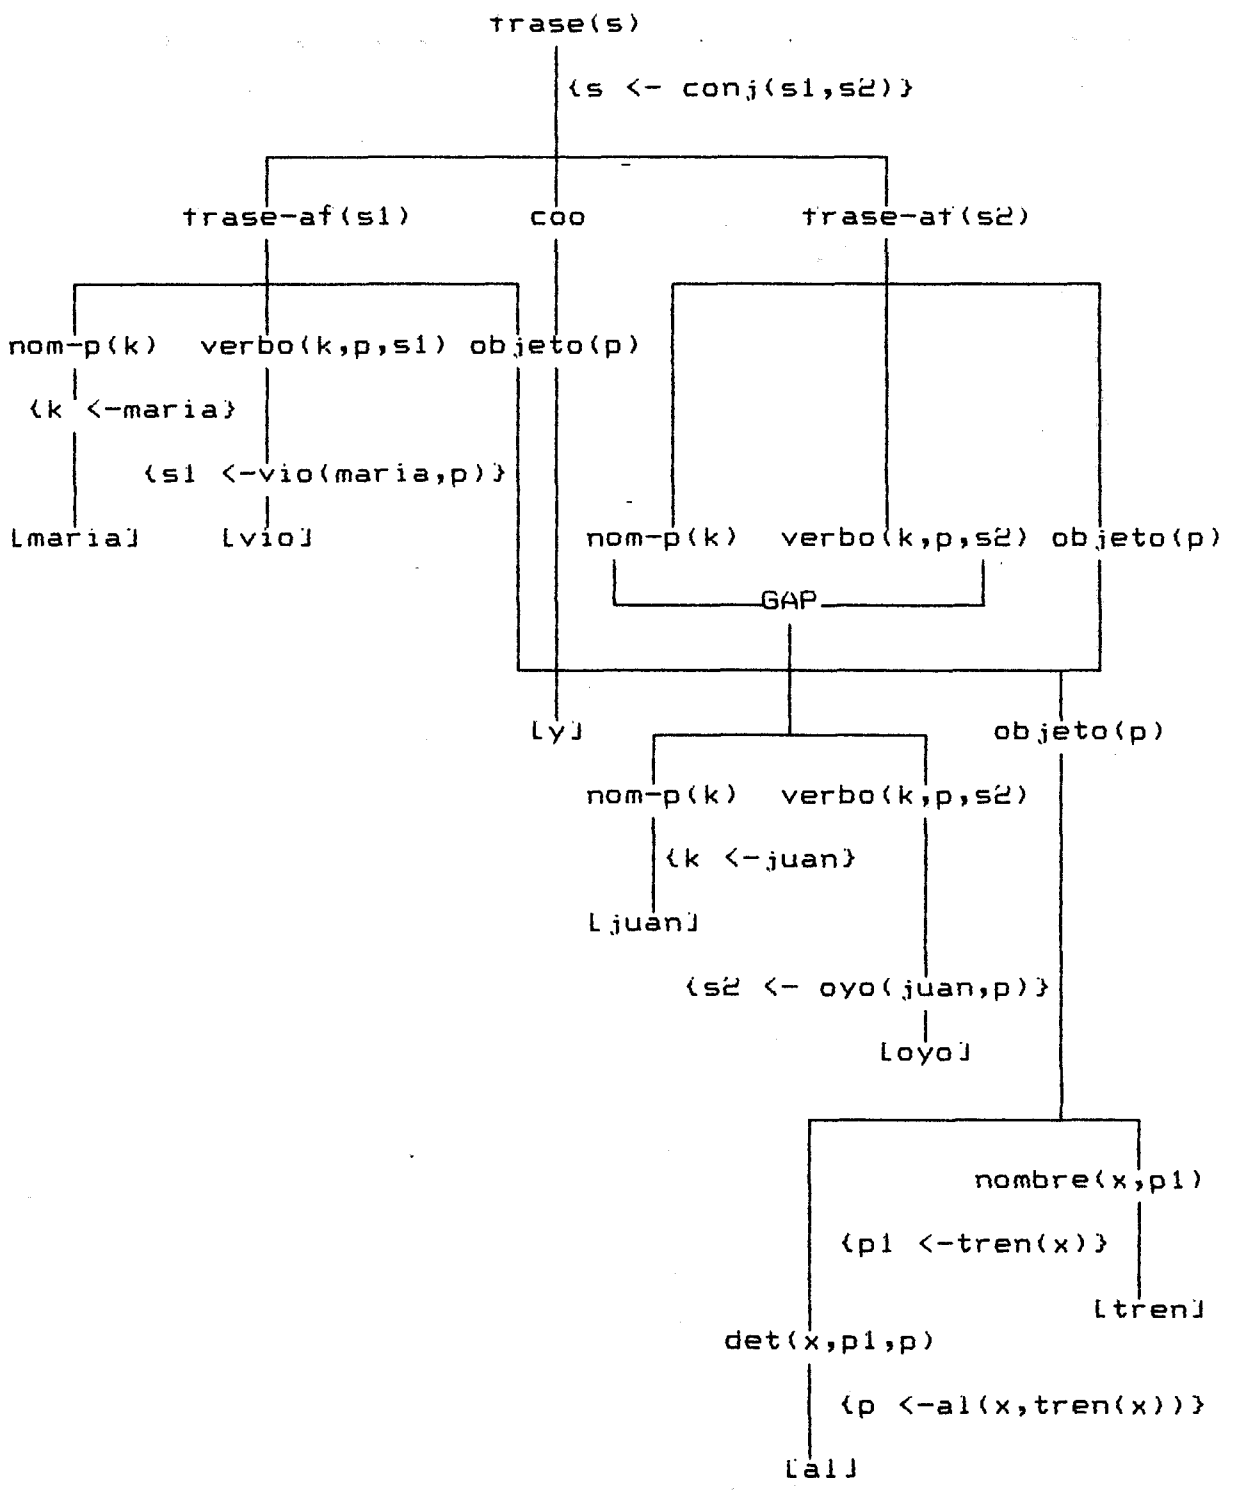 frase(s)
{s <- conj(s1,s2)}
frase-af(s1) coo frase-af(s2)
nom-p(k) verbo(k,p,s1) objeto(p)
{k <-maria}
{s1 <-vio(maria,p)}
[maria] [vio] nom-p(k) verbo(k,p,s2) objeto(p)
GAP
[y] objeto(p)
nom-p(k) verbo(k,p,s2)
{k <-juan}
[juan]
{s2 <- oyo(juan,p)}
[oyo]
nombre(x,p1)
{p1 <-tren(x)}
[tren]
det(x,p1,p)
{p <-al(x,tren(x))}
[al]